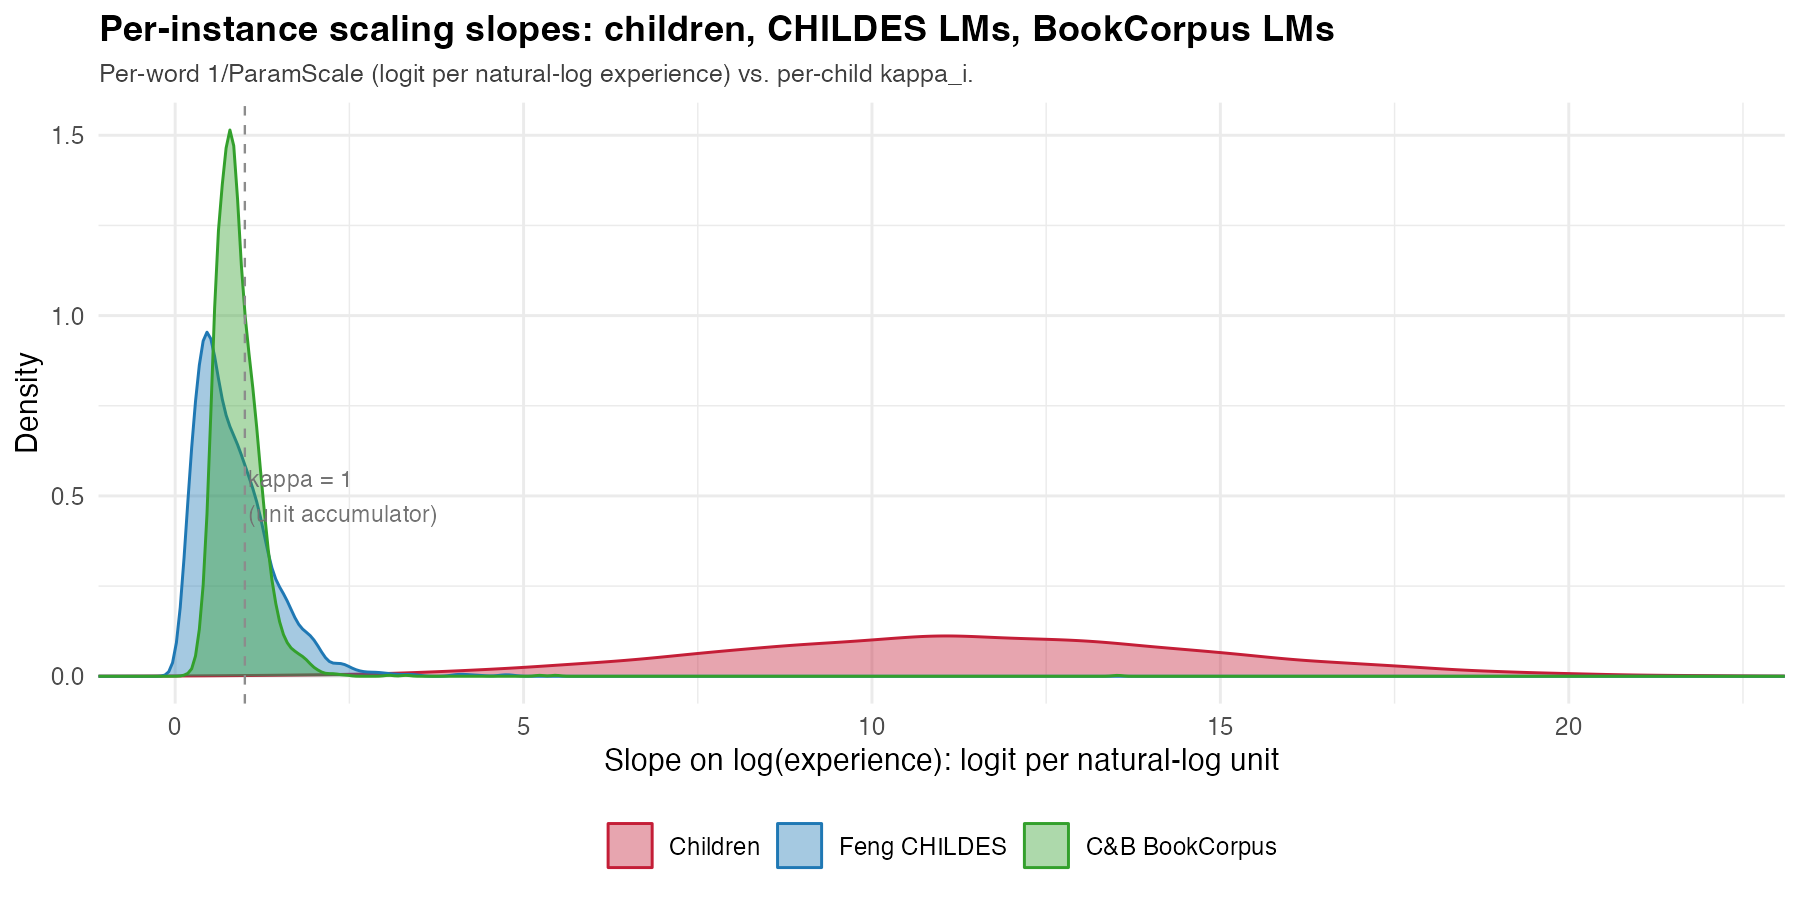 Per-instance scaling slopes: children, CHILDES LMs, BookCorpus LMs
Per-word 1/ParamScale (logit per natural-log experience) vs. per-child kappa_i.
Density
1.5
1.0
0.5
0.0
kappa = 1
(unit accumulator)
0
5
10
15
20
Slope on log(experience): logit per natural-log unit
Children
Feng CHILDES
C&B BookCorpus